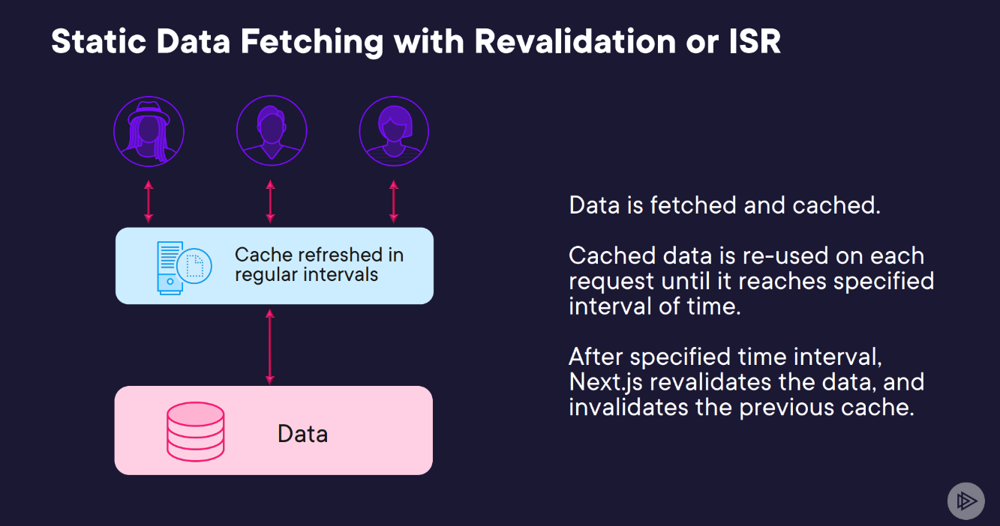 Static Data Fetching with Revalidation or ISR
Cache refreshed in
regular intervals
Data
Data is fetched and cached.
Cached data is re-used on each
request until it reaches specified
interval of time.
After specified time interval,
Next.js revalidates the data, and
invalidates the previous cache.